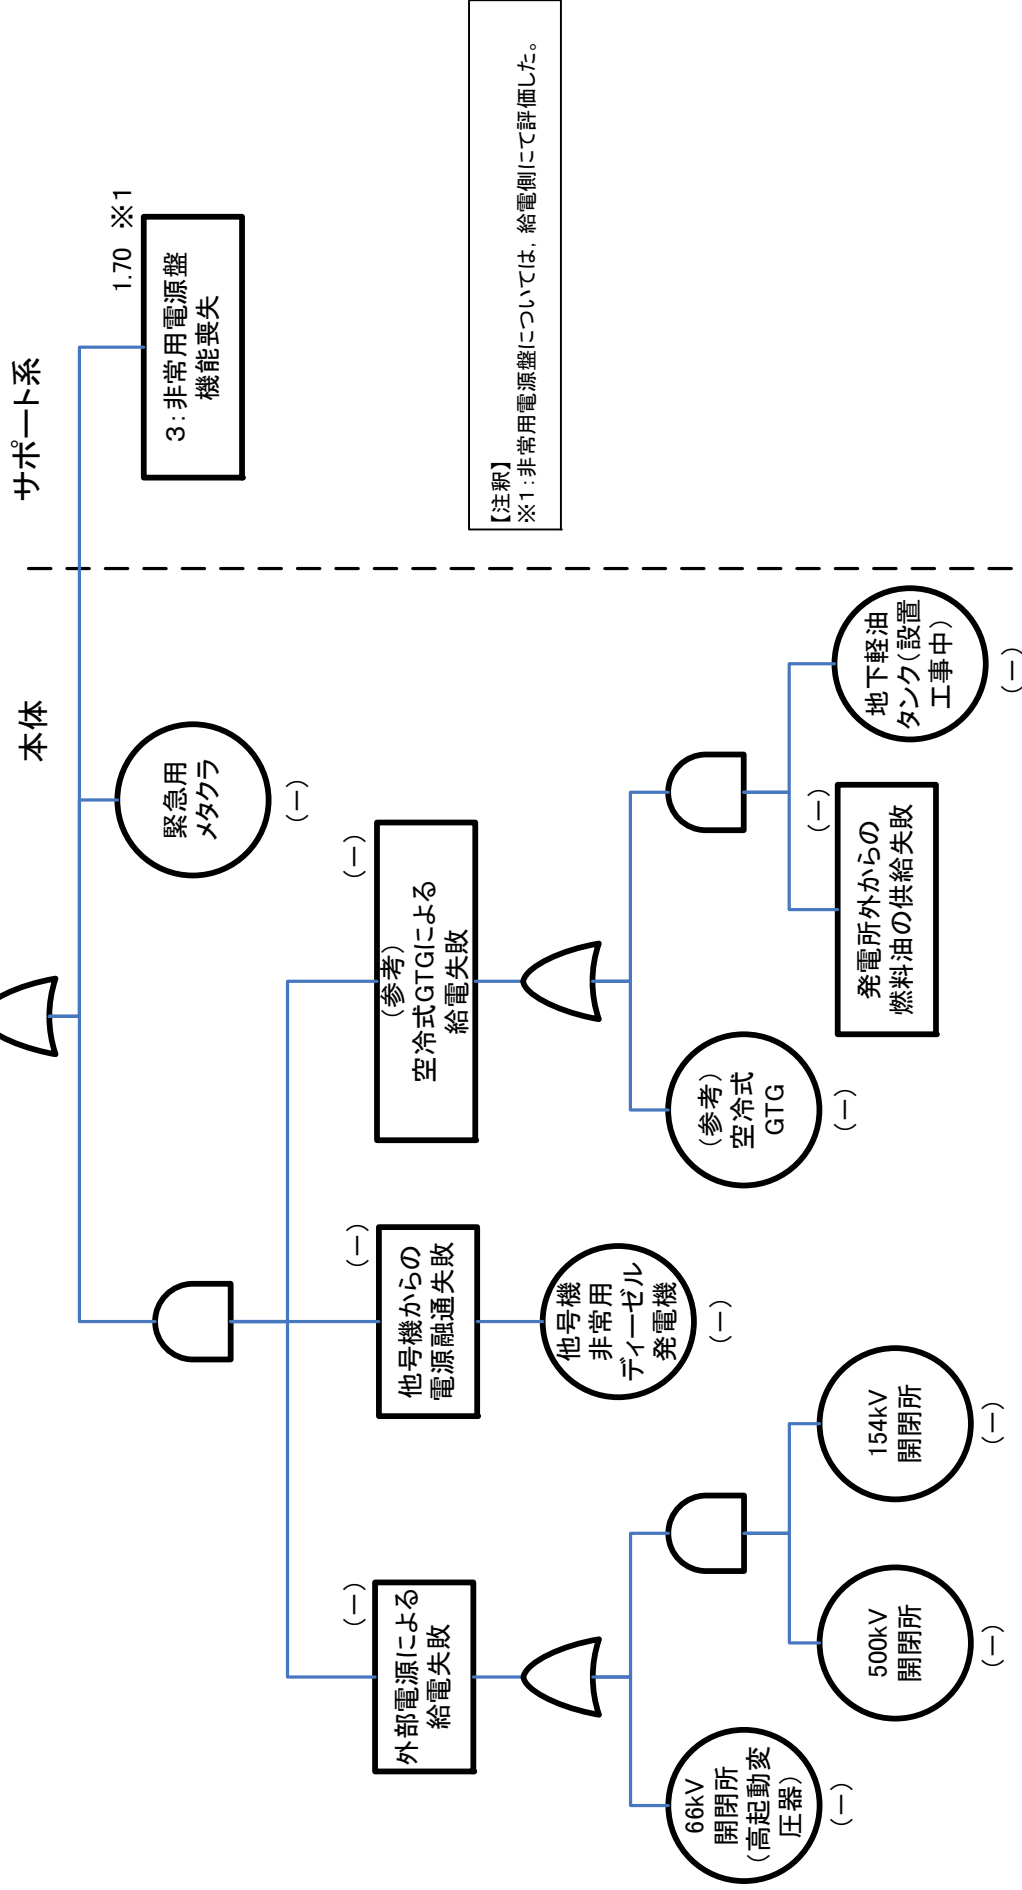 本体
サポート系
緊急用
メタクラ
(－)
1.70 ※1
3:非常用電源盤
機能喪失
外部電源による
給電失敗
(－)
他号機からの
電源融通失敗
(－)
(参考)
空冷式GTGによる
給電失敗
(－)
66kV
開閉所
(高起動変
圧器)
(－)
500kV
開閉所
(－)
154kV
開閉所
(－)
他号機
非常用
ディーゼル
発電機
(－)
(参考)
空冷式
GTG
(－)
発電所外からの
燃料油の供給失敗
(－)
地下軽油
タンク(設置
工事中)
(－)
【注釈】
※1:非常用電源盤については, 給電側にて評価した。